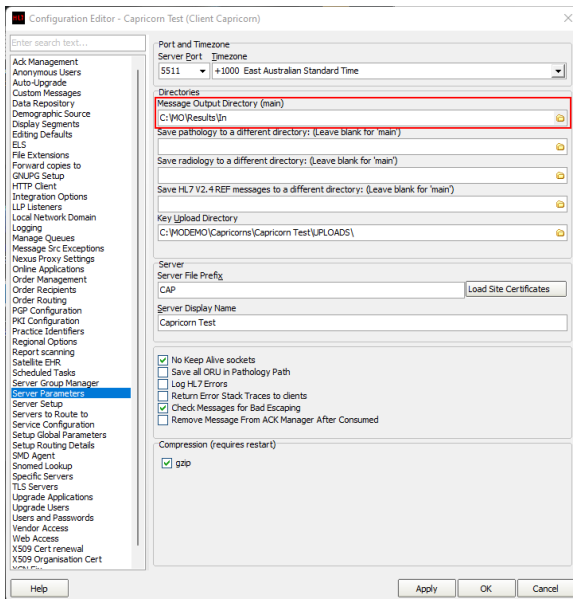 Configuration Editor - Capricorn Test (Client Capricorn)
Enter search text...
Ack Management
Anonymous Users
Auto-Upgrade
Custom Messages
Data Repository
Demographic Source
Display Segments
Editing Defaults
ELS
File Extensions
Forward copies to
GNUPG Setup
HTTP Client
Integration Options
LLP Listeners
Local Network Domain
Logging
Manage Queues
Message Src Exceptions
Nexus Proxy Settings
Online Applications
Order Management
Order Recipients
Order Routing
PGP Configuration
PKI Configuration
Practice Identifiers
Regional Options
Report scanning
Satellite EHR
Scheduled Tasks
Server Group Manager
Server Parameters
Server Setup
Servers to Route to
Service Configuration
Setup Global Parameters
Setup Routing Details
SMD Agent
Snomed Lookup
Specific Servers
TLS Servers
Upgrade Applications
Upgrade Users
Users and Passwords
Vendor Access
Web Access
X509 Cert renewal
X509 Organisation Cert
Port and Timezone
Server Port Timezone
5511 +1000 East Australian Standard Time
Directories
Message Output Directory (main)
C:\MO\Results\In
Save pathology to a different directory: (Leave blank for 'main')
Save radiology to a different directory: (Leave blank for 'main')
Save HL7 V2.4 REF messages to a different directory: (Leave blank for 'main')
Key Upload Directory
C:\MODEMO\Capricorns\Capricorn Test\UPLOADS\
Server
Server File Prefix
CAP Load Site Certificates
Server Display Name
Capricorn Test
No Keep Alive sockets
Save all ORU in Pathology Path
Log HL7 Errors
Return Error Stack Traces to clients
Check Messages for Bad Escaping
Remove Message From ACK Manager After Consumed
Compression (requires restart)
gzip
Help Apply OK Cancel